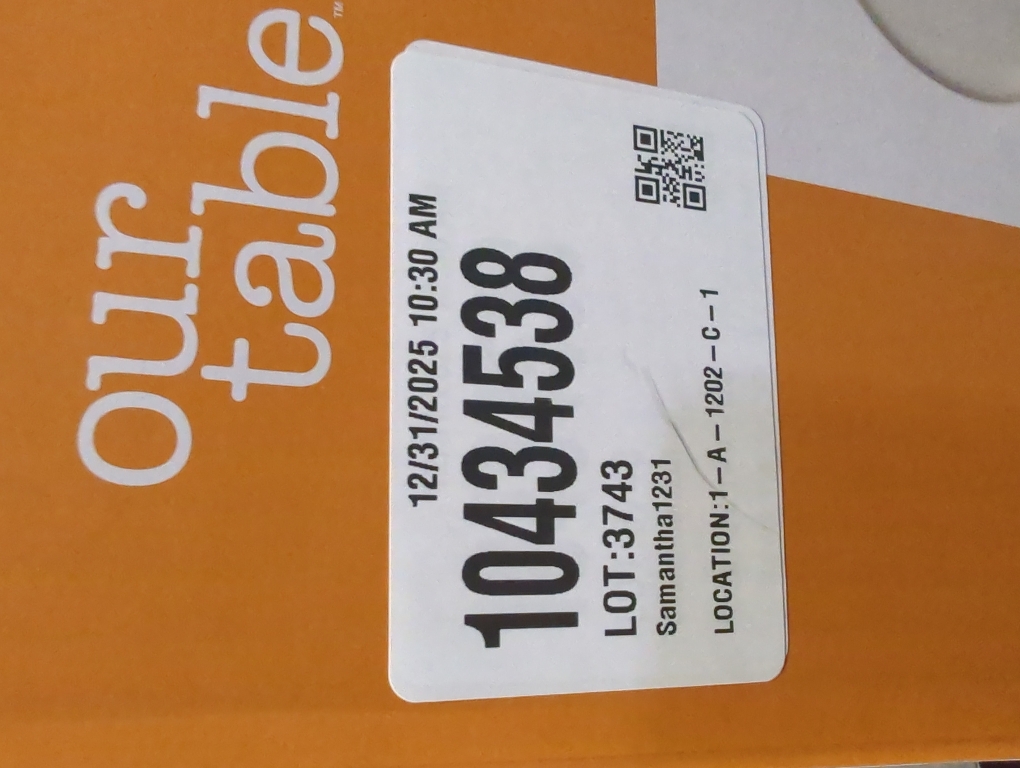 our
table™
12/31/2025 10:30 AM
10434538
LOT:3743
Samantha1231
LOCATION:1-A-1202-C-1